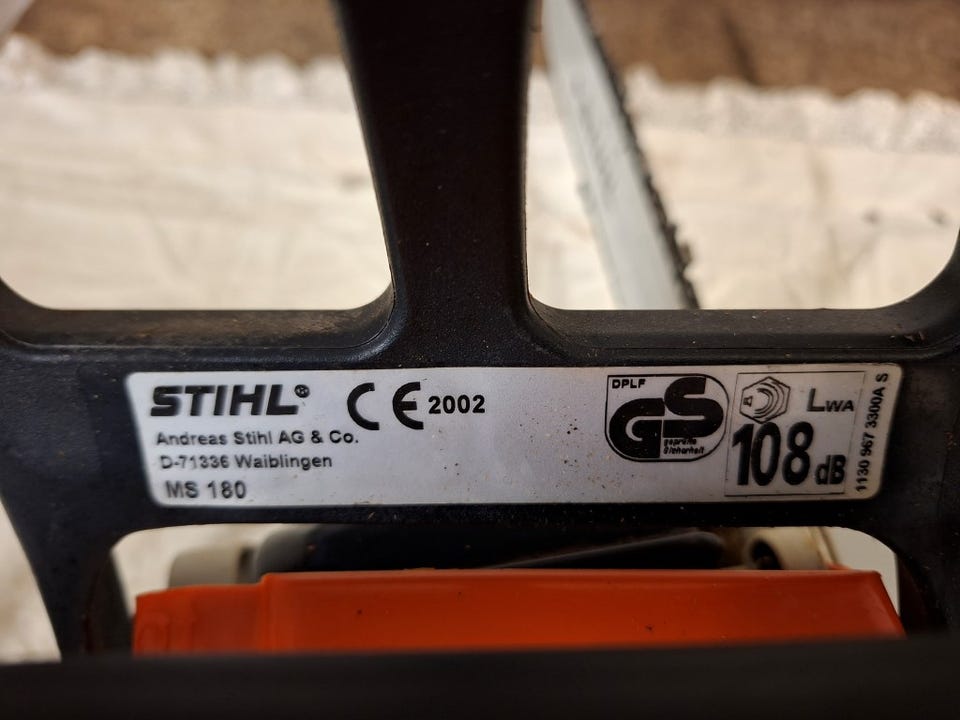 STIHL®
CE 2002
Andreas Stihl AG & Co.
D-71336 Waiblingen
MS 180
DPLF
GS
geprüfte
Sicherheit
LWA
108 dB
1130 967 3300A S